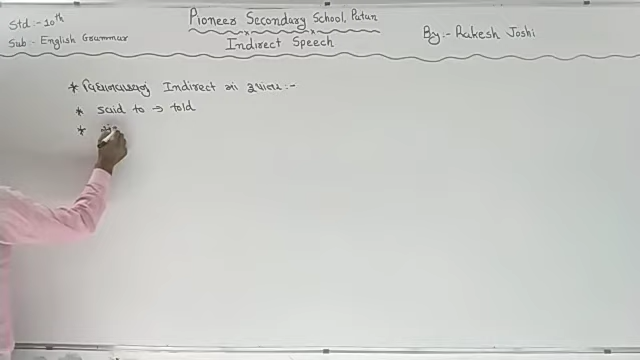 Std :- 10th
Sub :- English Grammar
Pioneer Secondary School, Patan
Indirect Speech
By:- Rakesh Joshi
* વિધાનવાક્યનું Indirect માં રૂપાંતર :-
* said to → told
*